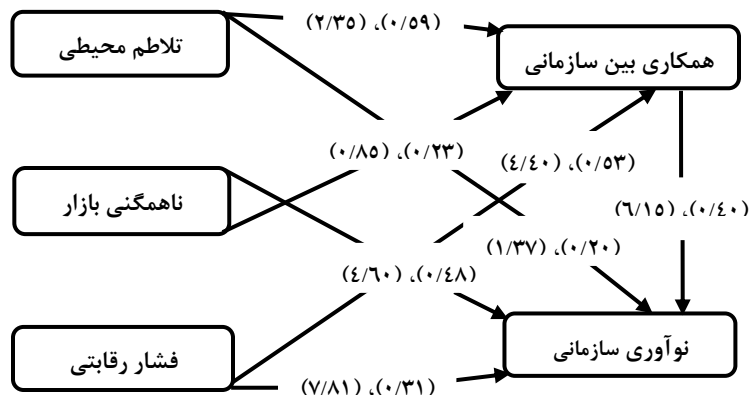 (۰/۵۹)، (۲/۳۵)
تلاطم محیطی
همکاری بین سازمانی
(۰/۲۳)، (۰/۸۵)
(۰/۵۳)، (٤/٤۰)
ناهمگنی بازار
(۰/٤۰)، (٦/۱۵)
(۰/۲۰)، (۱/۳۷)
(۰/٤۸)، (٤/٦۰)
فشار رقابتی
نوآوری سازمانی
(۰/۳۱)، (۷/۸۱)